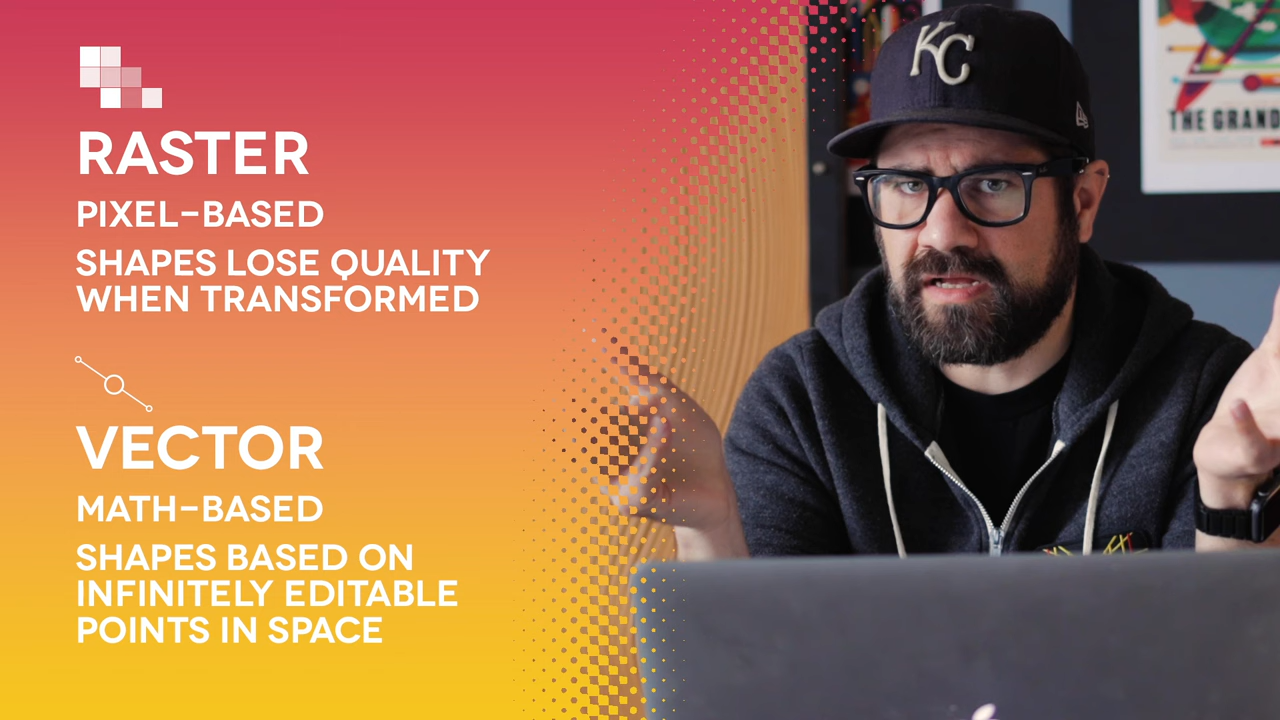 RASTER
PIXEL-BASED
SHAPES LOSE QUALITY
WHEN TRANSFORMED
VECTOR
MATH-BASED
SHAPES BASED ON
INFINITELY EDITABLE
POINTS IN SPACE
KC
THE GRAND